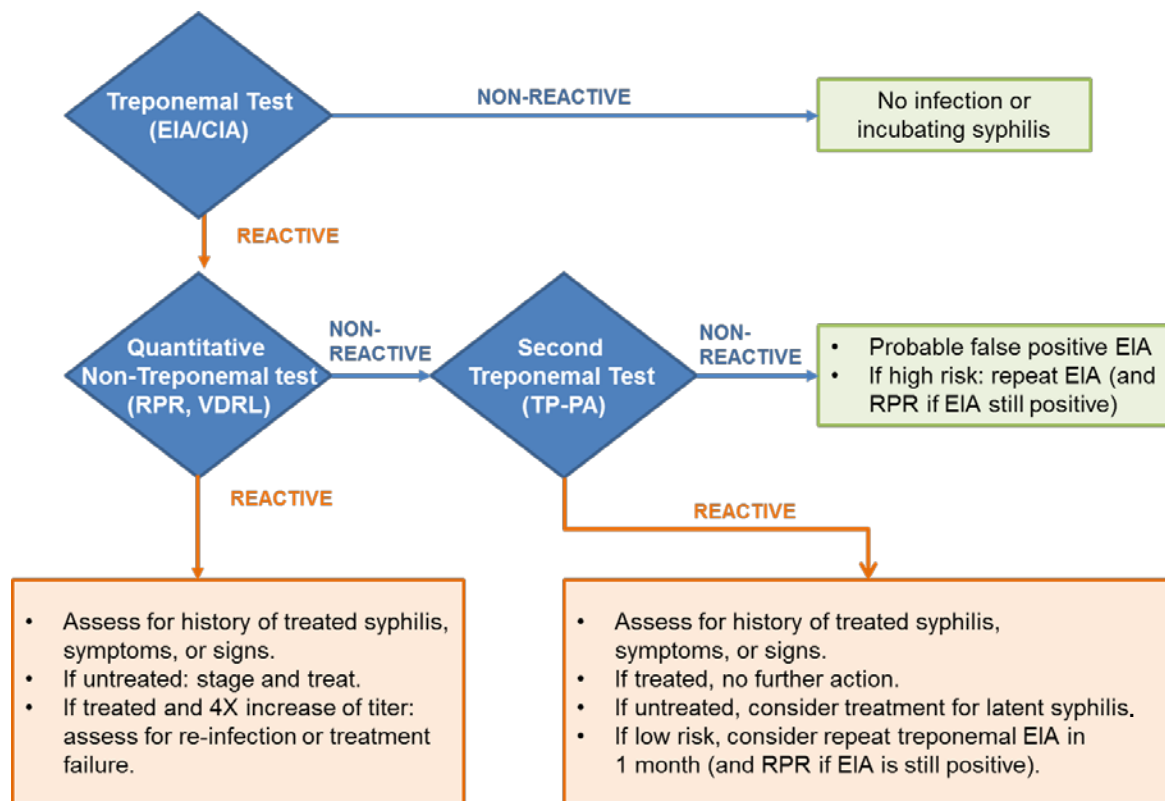 Treponemal Test
(EIA/CIA)
NON-REACTIVE
No infection or
incubating syphilis
REACTIVE
Quantitative
Non-Treponemal test
(RPR, VDRL)
NON-
REACTIVE
Second
Treponemal Test
(TP-PA)
NON-
REACTIVE
• Probable false positive EIA
• If high risk: repeat EIA (and
RPR if EIA still positive)
REACTIVE
REACTIVE
• Assess for history of treated syphilis,
symptoms, or signs.
• If untreated: stage and treat.
• If treated and 4X increase of titer:
assess for re-infection or treatment
failure.
• Assess for history of treated syphilis,
symptoms, or signs.
• If treated, no further action.
• If untreated, consider treatment for latent syphilis.
• If low risk, consider repeat treponemal EIA in
1 month (and RPR if EIA is still positive).